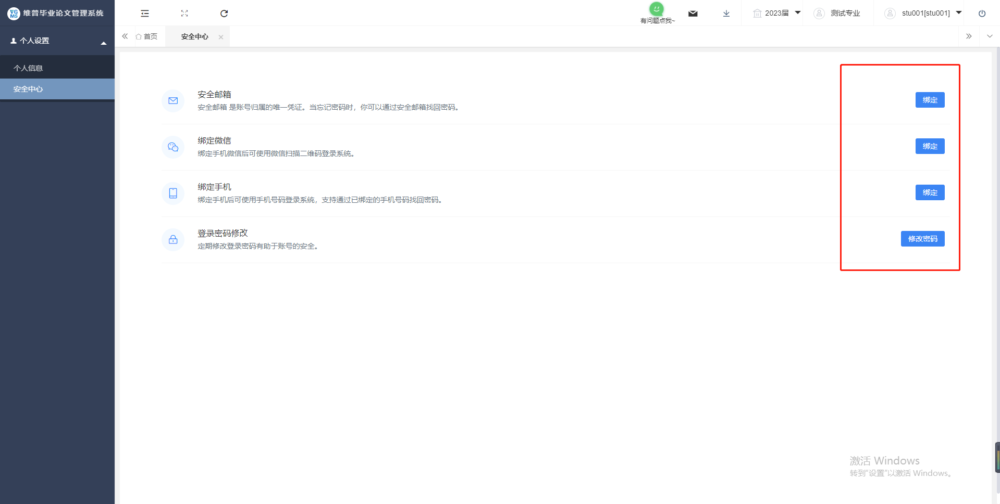 VG
MS
维普毕业论文管理系统
有问题点我~
2023届
测试专业
stu001[stu001]
个人设置
首页
安全中心
个人信息
安全中心
安全邮箱
安全邮箱 是账号归属的唯一凭证。当忘记密码时，你可以通过安全邮箱找回密码。
绑定
绑定微信
绑定手机微信后可使用微信扫描二维码登录系统。
绑定
绑定手机
绑定手机后可使用手机号码登录系统，支持通过已绑定的手机号码找回密码。
绑定
登录密码修改
定期修改登录密码有助于账号的安全。
修改密码
激活 Windows
转到“设置”以激活 Windows。